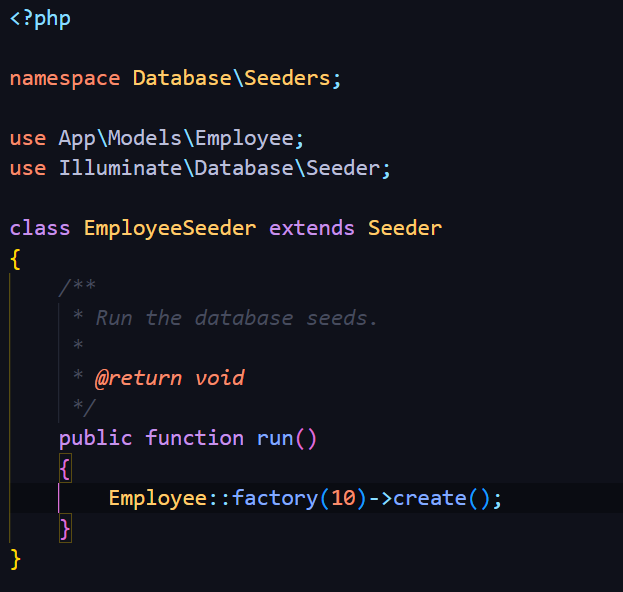 <?php
namespace Database\Seeders;
use App\Models\Employee;
use Illuminate\Database\Seeder;
class EmployeeSeeder extends Seeder
{
    /**
     * Run the database seeds.
     *
     * @return void
     */
    public function run()
    {
        Employee::factory(10)->create();
    }
}